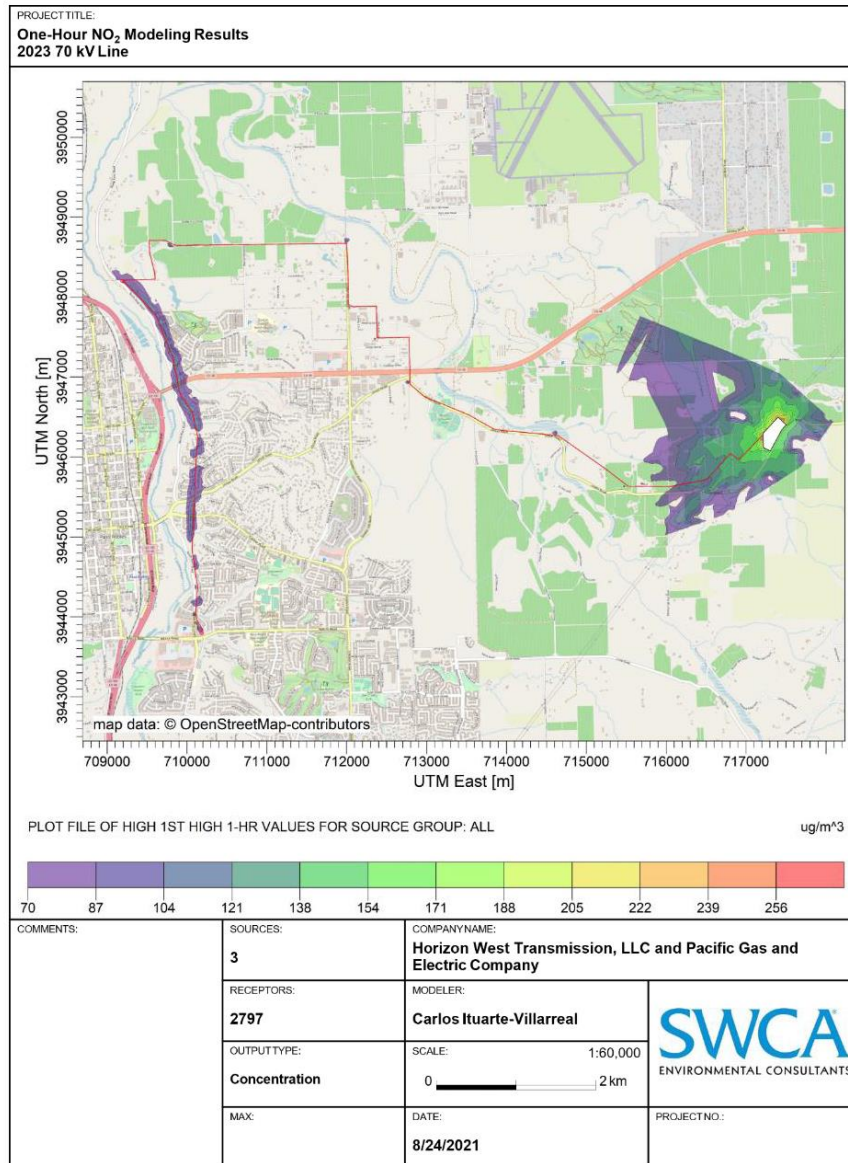 PROJECT TITLE:
One-Hour NO₂ Modeling Results
2023 70 kV Line
UTM North [m]
3950000
3949000
3948000
3947000
3946000
3945000
3944000
3943000
map data: © OpenStreetMap-contributors
709000 710000 711000 712000 713000 714000 715000 716000 717000
UTM East [m]
PLOT FILE OF HIGH 1ST HIGH 1-HR VALUES FOR SOURCE GROUP: ALL ug/m^3
70 87 104 121 138 154 171 188 205 222 239 256
COMMENTS:
SOURCES:
3
COMPANY NAME:
Horizon West Transmission, LLC and Pacific Gas and
Electric Company
RECEPTORS:
2797
MODELER:
Carlos Ituarte-Villarreal
OUTPUT TYPE:
Concentration
SCALE: 1:60,000
0 2 km
SWCA
ENVIRONMENTAL CONSULTANTS
MAX:
DATE:
8/24/2021
PROJECT NO.: